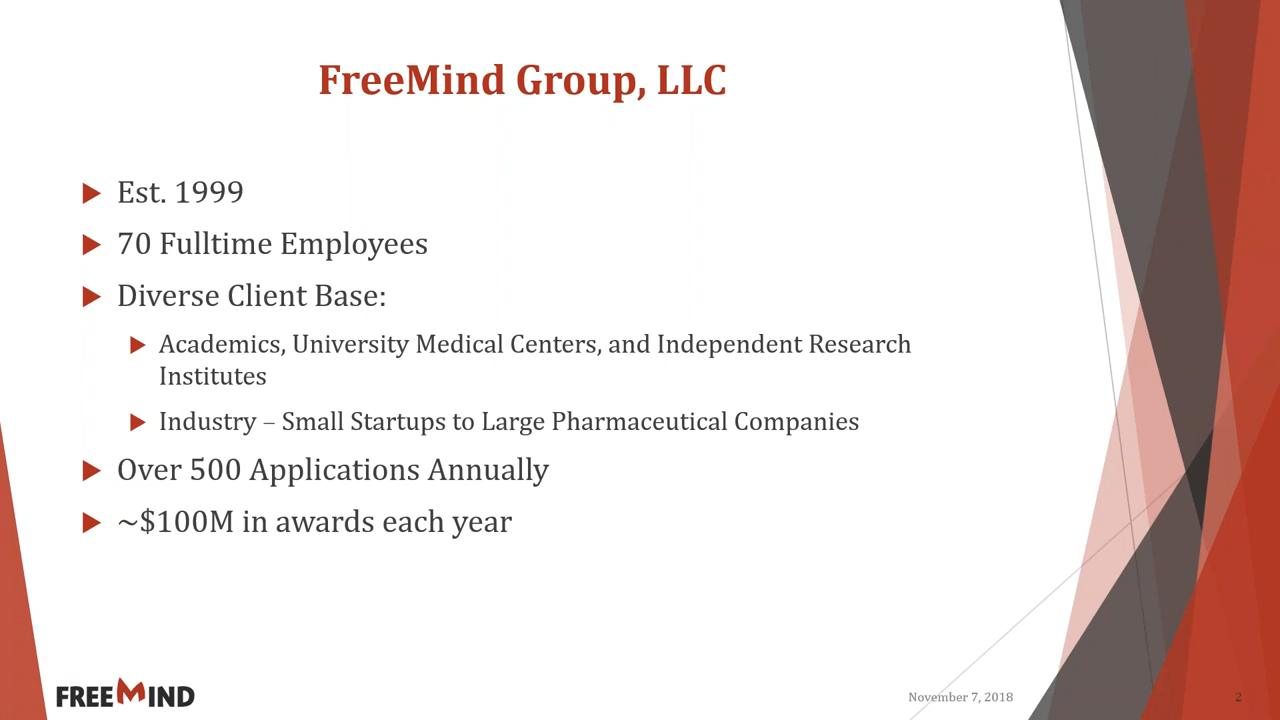 FreeMind Group, LLC
Est. 1999
70 Fulltime Employees
Diverse Client Base:
Academics, University Medical Centers, and Independent Research
Institutes
Industry – Small Startups to Large Pharmaceutical Companies
Over 500 Applications Annually
~$100M in awards each year
FREEMIND
November 7, 2018
2